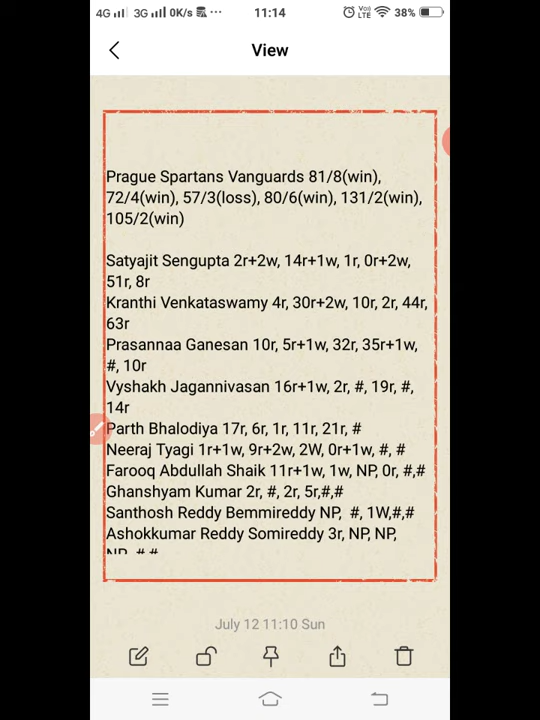 4G 3G 0K/s ··· 11:14 VoI) LTE 38%
View
Prague Spartans Vanguards 81/8(win),
72/4(win), 57/3(loss), 80/6(win), 131/2(win),
105/2(win)
Satyajit Sengupta 2r+2w, 14r+1w, 1r, 0r+2w,
51r, 8r
Kranthi Venkataswamy 4r, 30r+2w, 10r, 2r, 44r,
63r
Prasannaa Ganesan 10r, 5r+1w, 32r, 35r+1w,
#, 10r
Vyshakh Jagannivasan 16r+1w, 2r, #, 19r, #,
14r
Parth Bhalodiya 17r, 6r, 1r, 11r, 21r, #
Neeraj Tyagi 1r+1w, 9r+2w, 2W, 0r+1w, #, #
Farooq Abdullah Shaik 11r+1w, 1w, NP, 0r, #,#
Ghanshyam Kumar 2r, #, 2r, 5r,#,#
Santhosh Reddy Bemmireddy NP, #, 1W,#,#
Ashokkumar Reddy Somireddy 3r, NP, NP,
NP, #,#
July 12 11:10 Sun